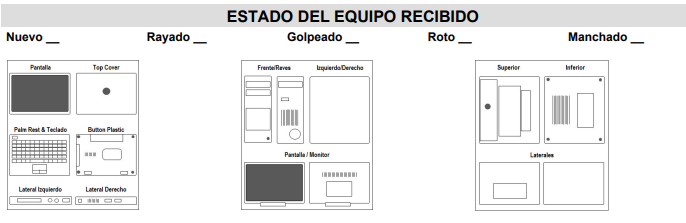 ESTADO DEL EQUIPO RECIBIDO
Nuevo __ Rayado __ Golpeado __ Roto __ Manchado __
Pantalla Top Cover
Palm Rest & Teclado Button Plastic
Lateral Izquierdo Lateral Derecho
Frente/Reves Izquierdo/Derecho
Pantalla / Monitor
Superior Inferior
Laterales